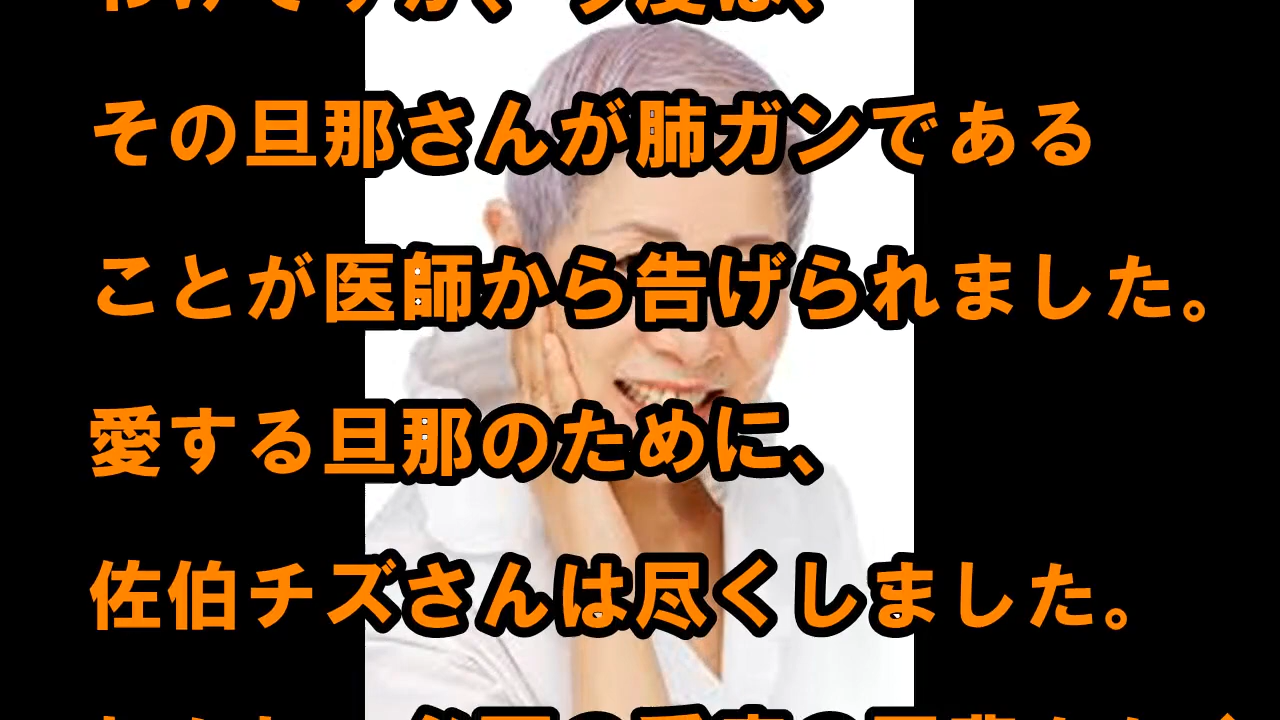 その旦那さんが肺ガンである
ことが医師から告げられました。
愛する旦那のために、
佐伯チズさんは尽くしました。